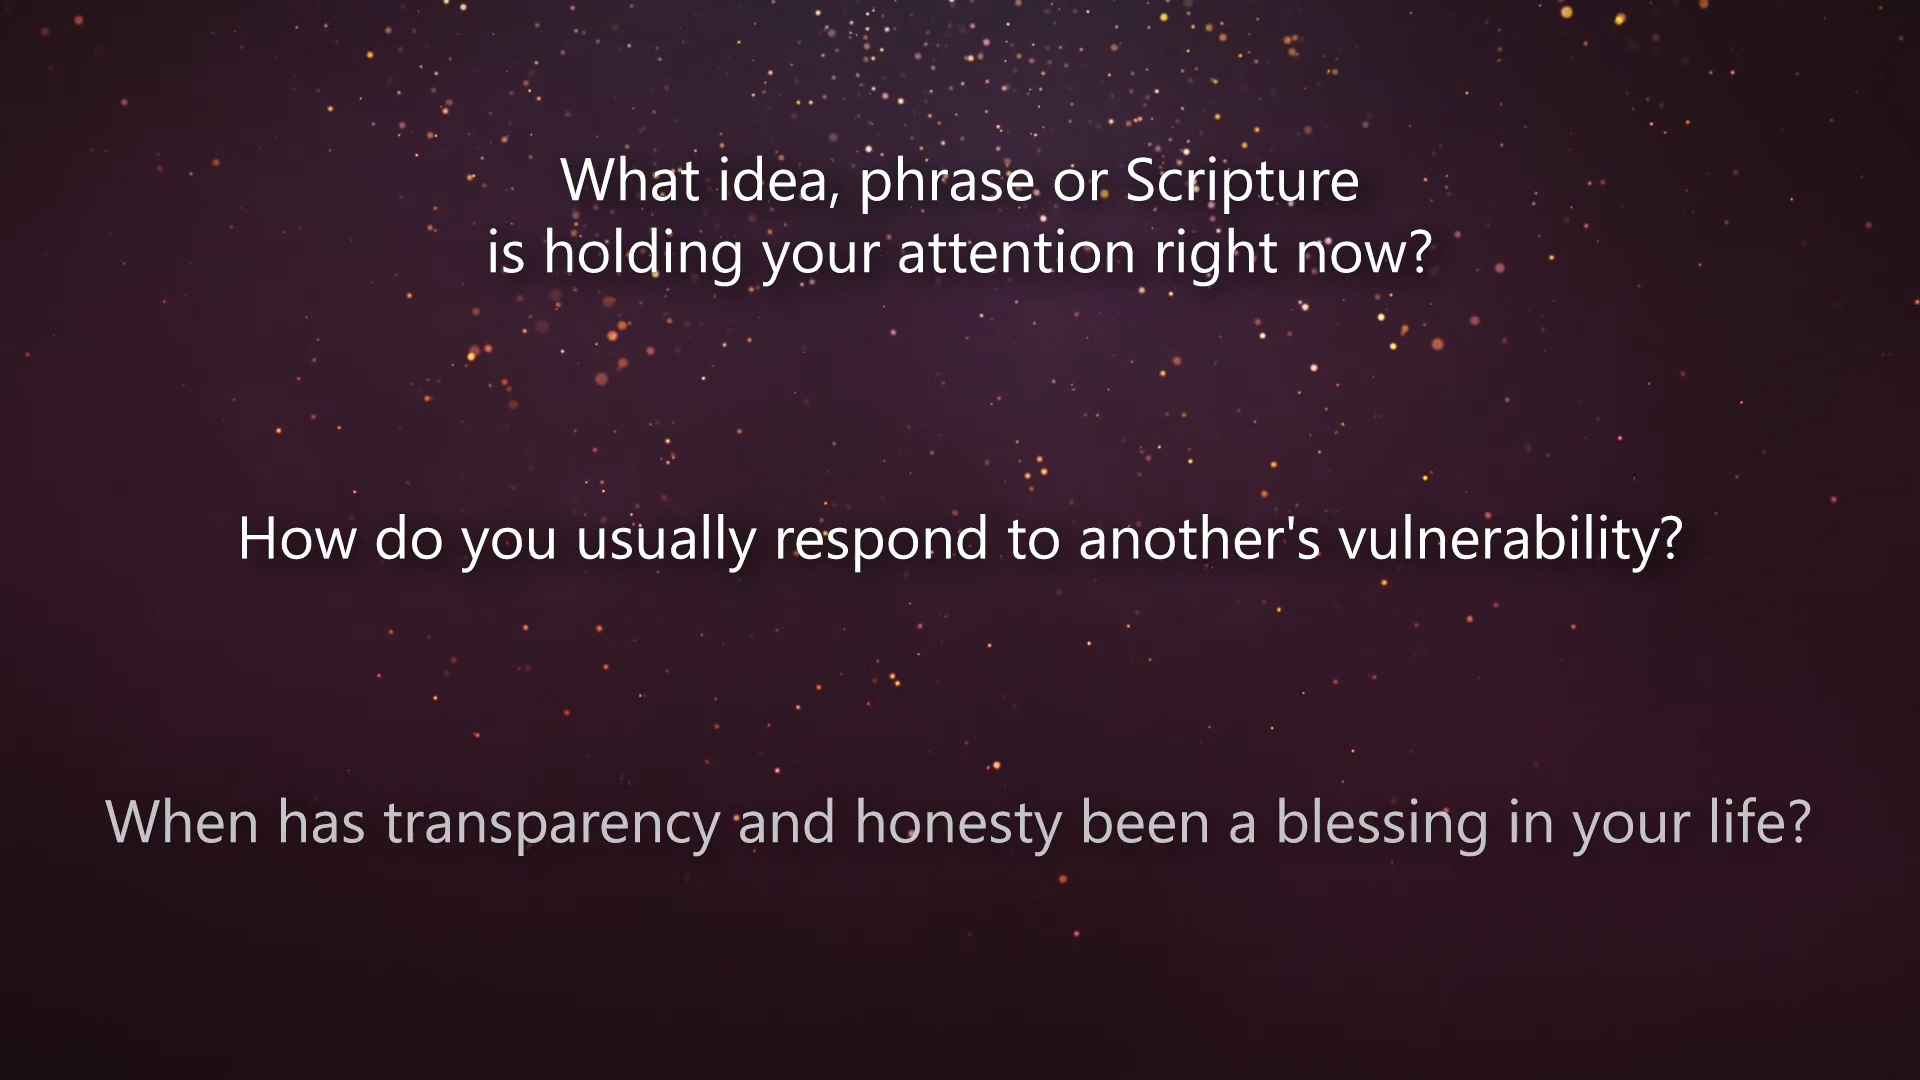 What idea, phrase or Scripture
is holding your attention right now?
How do you usually respond to another's vulnerability?
When has transparency and honesty been a blessing in your life?